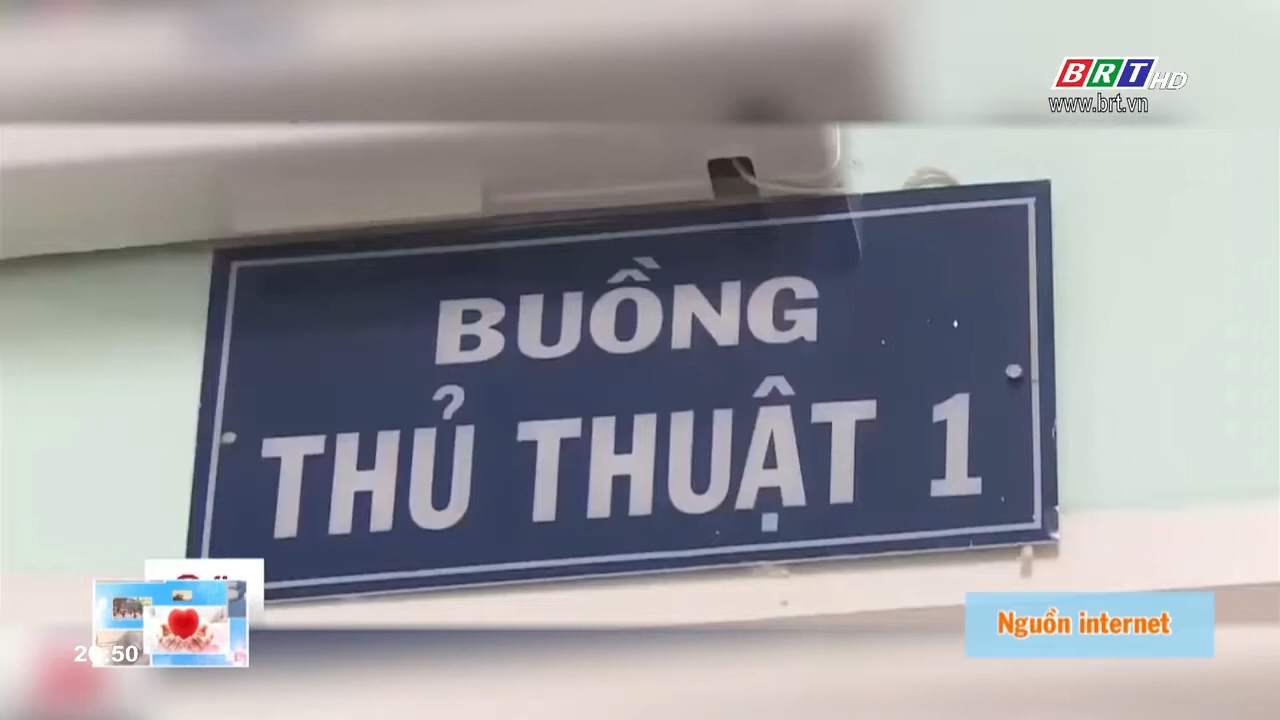 BRT HD
www.brt.vn
BUỒNG
THỦ THUẬT 1
Nguồn internet